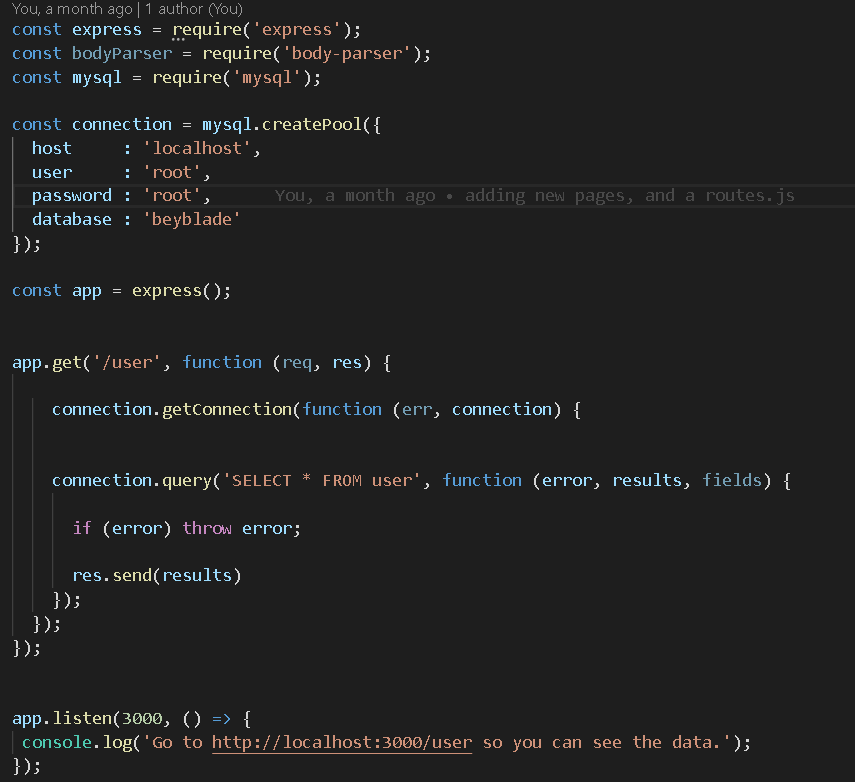 You, a month ago | 1 author (You)
const express = require('express');
const bodyParser = require('body-parser');
const mysql = require('mysql');
const connection = mysql.createPool({
host     : 'localhost',
user     : 'root',
password : 'root',      You, a month ago • adding new pages, and a routes.js
database : 'beyblade'
});
const app = express();
app.get('/user', function (req, res) {
connection.getConnection(function (err, connection) {
connection.query('SELECT * FROM user', function (error, results, fields) {
if (error) throw error;
res.send(results)
});
});
});
app.listen(3000, () => {
console.log('Go to http://localhost:3000/user so you can see the data.');
});